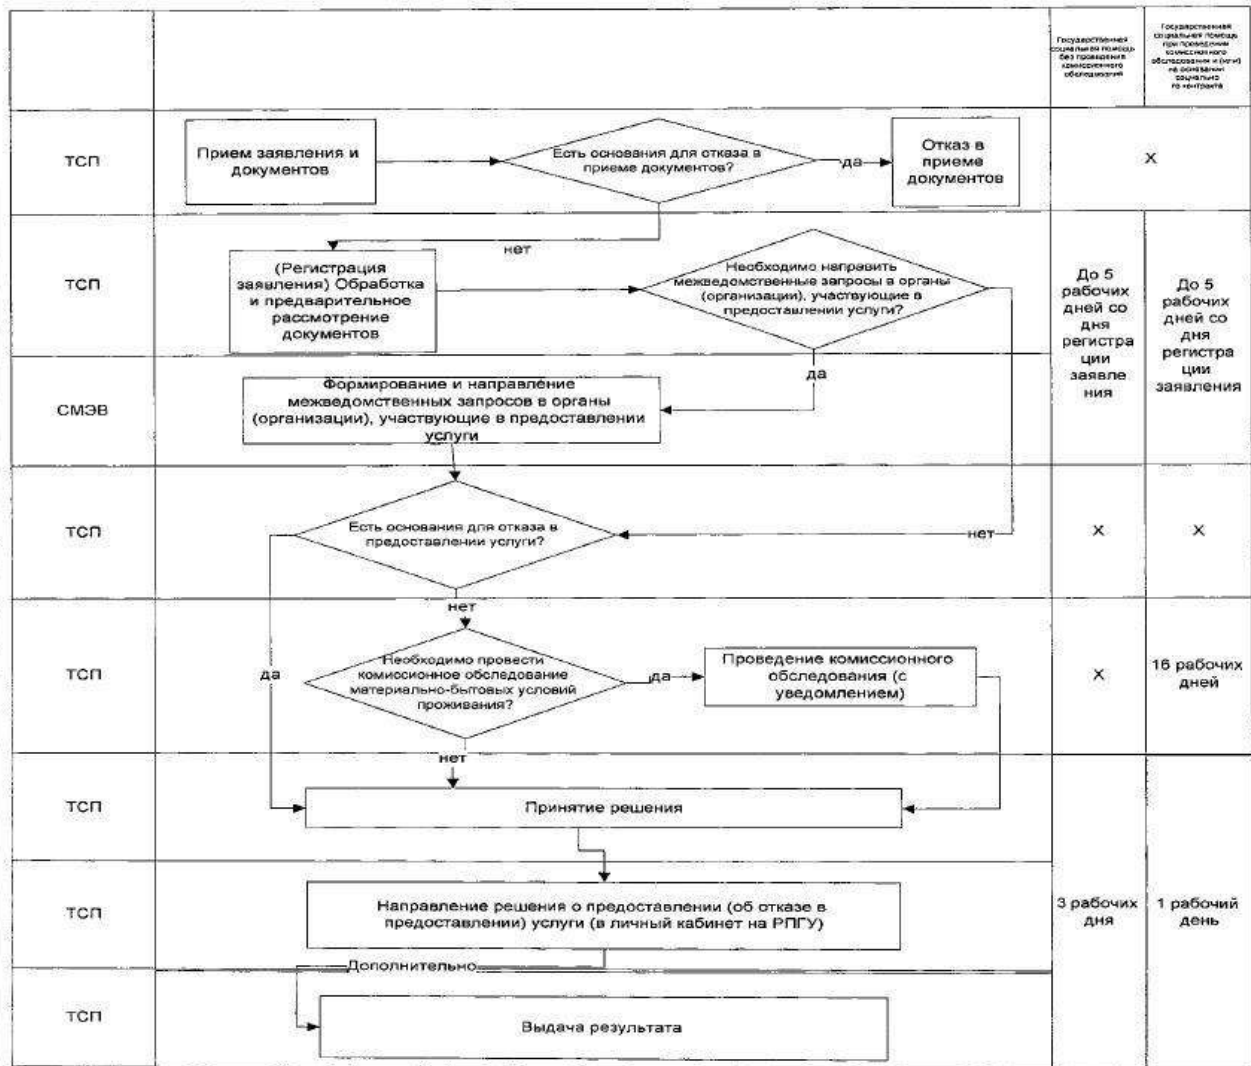 Государственная
социальная помощь
без проведения
комиссионного
обследования
Государственная
социальная помощь
при проведении
комиссионного
обследования и (или)
на основании
социально
го контракта
ТСП
Прием заявления и
документов
Есть основания для отказа в
приеме документов?
да
Отказ в
приеме
документов
X
нет
ТСП
(Регистрация
заявления) Обработка
и предварительное
рассмотрение
документов
Необходимо направить
межведомственные запросы в органы
(организации), участвующие в
предоставлении услуги?
До 5
рабочих
дней со
дня
регистра
ции
заявле
ния
До 5
рабочих
дней со
дня
регистра
ции
заявления
да
СМЭВ
Формирование и направление
межведомственных запросов в органы
(организации), участвующие в предоставлении
услуги
ТСП
Есть основания для отказа в
предоставлении услуги?
нет
X
X
нет
ТСП
да
Необходимо провести
комиссионное обследование
материально-бытовых условий
проживания?
да
Проведение комиссионного
обследования (с
уведомлением)
X
16 рабочих
дней
нет
ТСП
Принятие решения
ТСП
Направление решения о предоставлении (об отказе в
предоставлении) услуги (в личный кабинет на РПГУ)
3 рабочих
дня
1 рабочий
день
Дополнительно
ТСП
Выдача результата